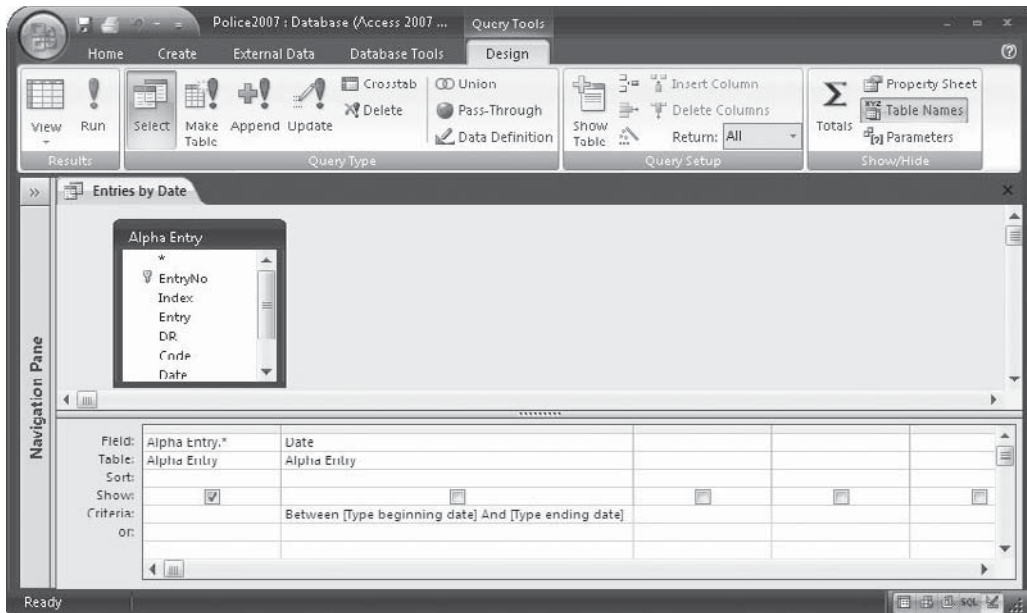 Police2007 : Database (Access 2007 ...
Query Tools
Home Create External Data Database Tools Design
View
Run
Results
Select
Make Table
Append
Update
Crosstab
Delete
Union
Pass-Through
Data Definition
Query Type
Show Table
Insert Column
Delete Columns
Return: All
Query Setup
Σ
Totals
Property Sheet
XYZ Table Names
[?] Parameters
Show/Hide
»
Entries by Date
Navigation Pane
Alpha Entry
*
EntryNo
Index
Entry
DR
Code
Date
Field: Alpha Entry.* Date
Table: Alpha Entry Alpha Entry
Sort:
Show:
Criteria: Between [Type beginning date] And [Type ending date]
or:
Ready
SQL